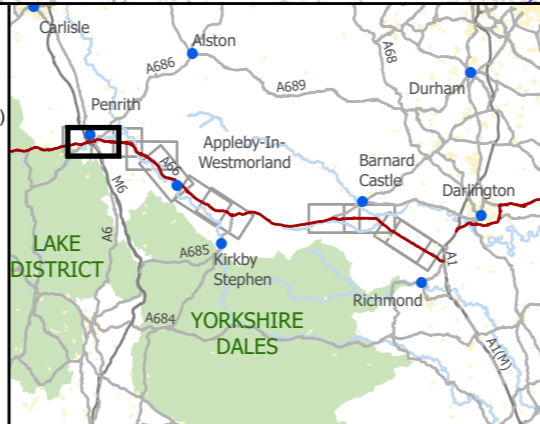 Carlisle
Alston
A68
A686
A689
Durham
Penrith
)
Appleby-In-
Westmorland
Barnard
Castle
A66
Darlington
M6
A6
LAKE
DISTRICT
A685
Kirkby
Stephen
A1
Richmond
A684
YORKSHIRE
DALES
A1(M)